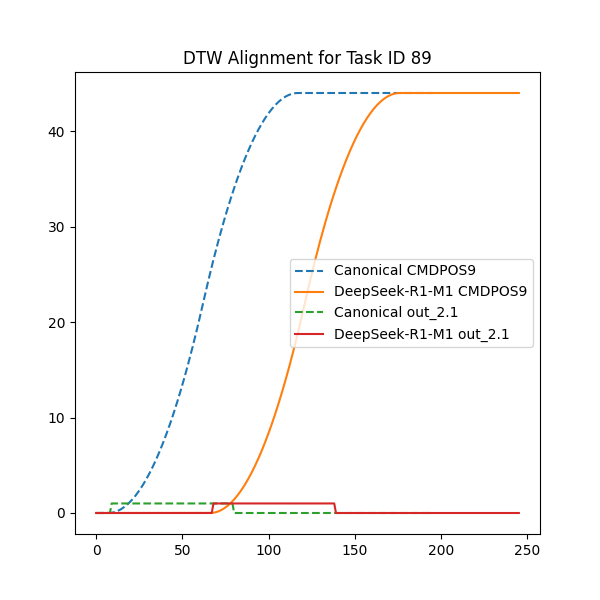 DTW Alignment for Task ID 89
40
30
20
10
0
Canonical CMDPOS9
DeepSeek-R1-M1 CMDPOS9
Canonical out_2.1
DeepSeek-R1-M1 out_2.1
0 50 100 150 200 250